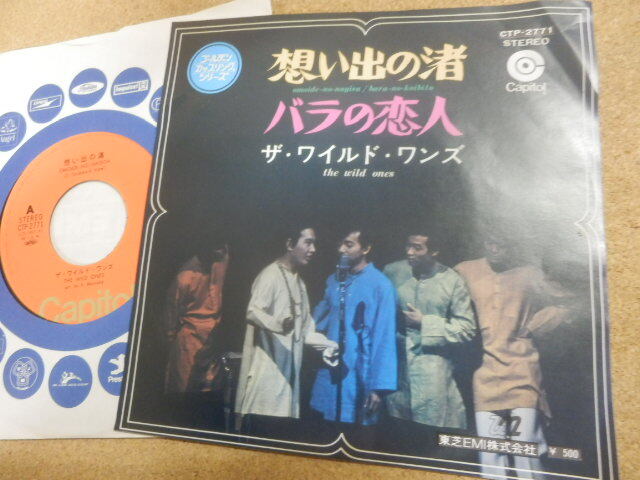 CTP-2771
STEREO
Capitol
ゴールデン
カップリング
シリーズ
想い出の渚
omoide-no-nagisa / bara-no-koibito
バラの恋人
ザ・ワイルド・ワンズ
the wild ones
東芝EMI株式会社
¥ 500
想い出の渚
OMOIDE NO NAGISA
A
STEREO
CTP-2771
ザ・ワイルド・ワンズ
THE WILD ONES
Capitol
Angel